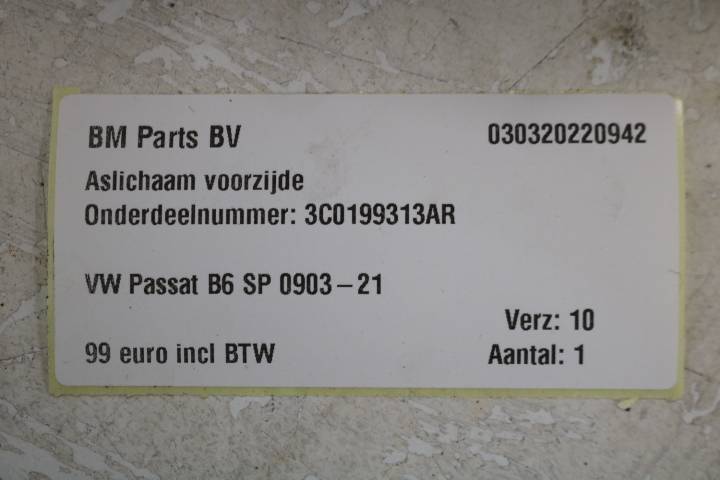 BM Parts BV 030320220942
Aslichaam voorzijde
Onderdeelnummer: 3C0199313AR
VW Passat B6 SP 0903-21
Verz: 10
99 euro incl BTW Aantal: 1